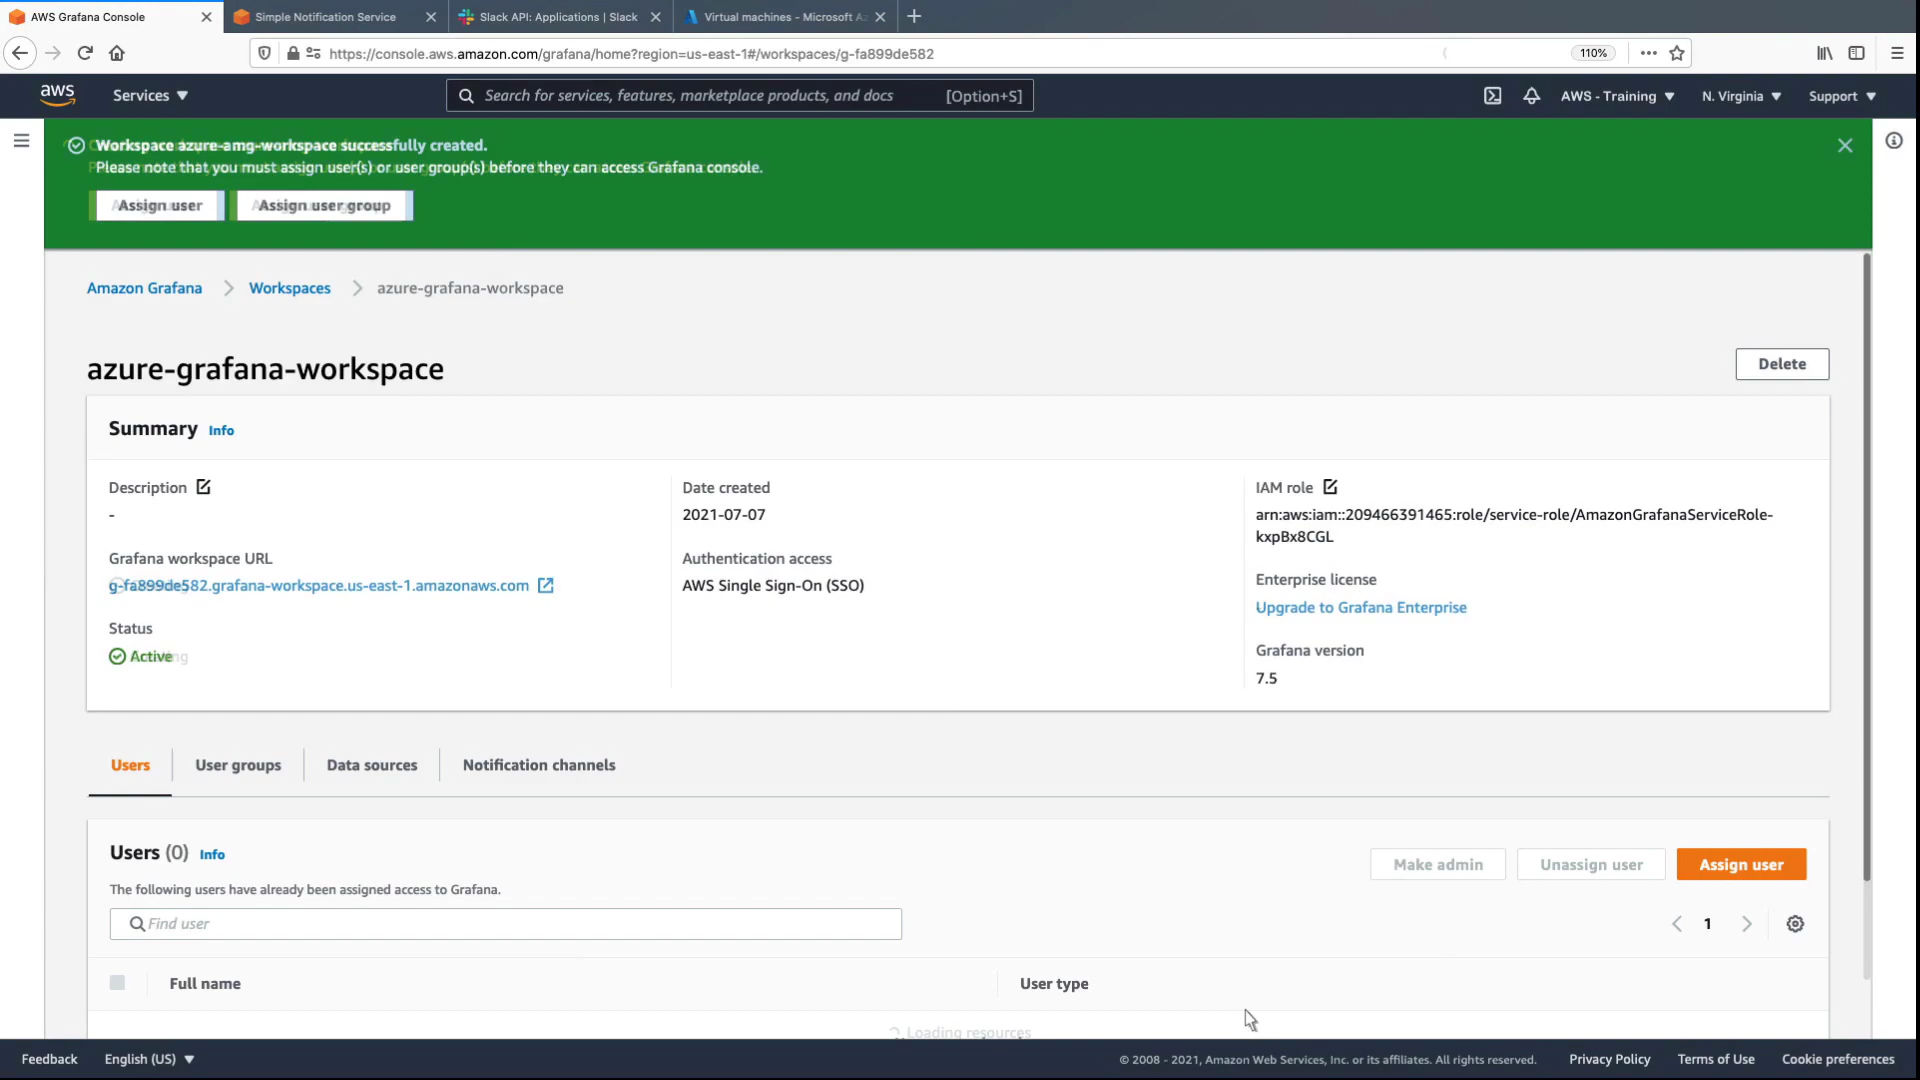 AWS Grafana Console
Simple Notification Service
Slack API: Applications | Slack
Virtual machines - Microsoft Az
https://console.aws.amazon.com/grafana/home?region=us-east-1#/workspaces/g-fa899de582
110%
aws
Services
Search for services, features, marketplace products, and docs
[Option+S]
AWS - Training
N. Virginia
Support
Workspace azure-amg-workspace successfully created.
Please note that you must assign user(s) or user group(s) before they can access Grafana console.
Assign user
Assign user group
Amazon Grafana
Workspaces
azure-grafana-workspace
azure-grafana-workspace
Delete
Summary
Info
Description
-
Date created
2021-07-07
IAM role
arn:aws:iam::209466391465:role/service-role/AmazonGrafanaServiceRole-
kxpBx8CGL
Grafana workspace URL
g-fa899de582.grafana-workspace.us-east-1.amazonaws.com
Authentication access
AWS Single Sign-On (SSO)
Enterprise license
Upgrade to Grafana Enterprise
Status
Active
Grafana version
7.5
Users
User groups
Data sources
Notification channels
Users (0)
Info
Make admin
Unassign user
Assign user
The following users have already been assigned access to Grafana.
Find user
1
Full name
User type
Loading resources
Feedback
English (US)
© 2008 - 2021, Amazon Web Services, Inc. or its affiliates. All rights reserved.
Privacy Policy
Terms of Use
Cookie preferences